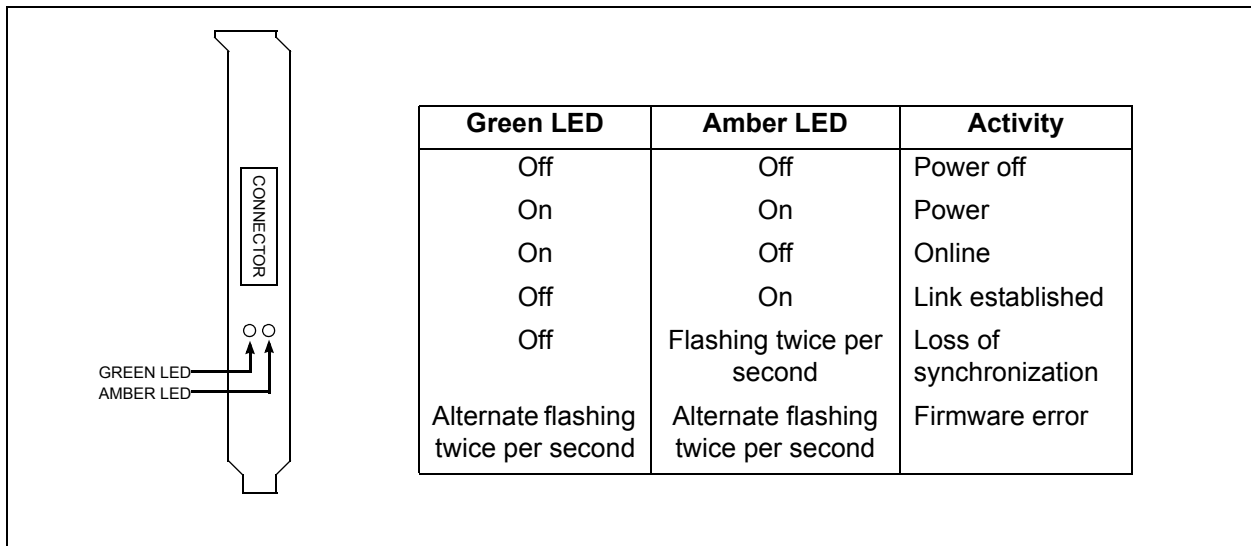 CONNECTOR
GREEN LED
AMBER LED
Green LED Amber LED Activity
Off Off Power off
On On Power
On Off Online
Off On Link established
Off Flashing twice per second Loss of synchronization
Alternate flashing twice per second Alternate flashing twice per second Firmware error